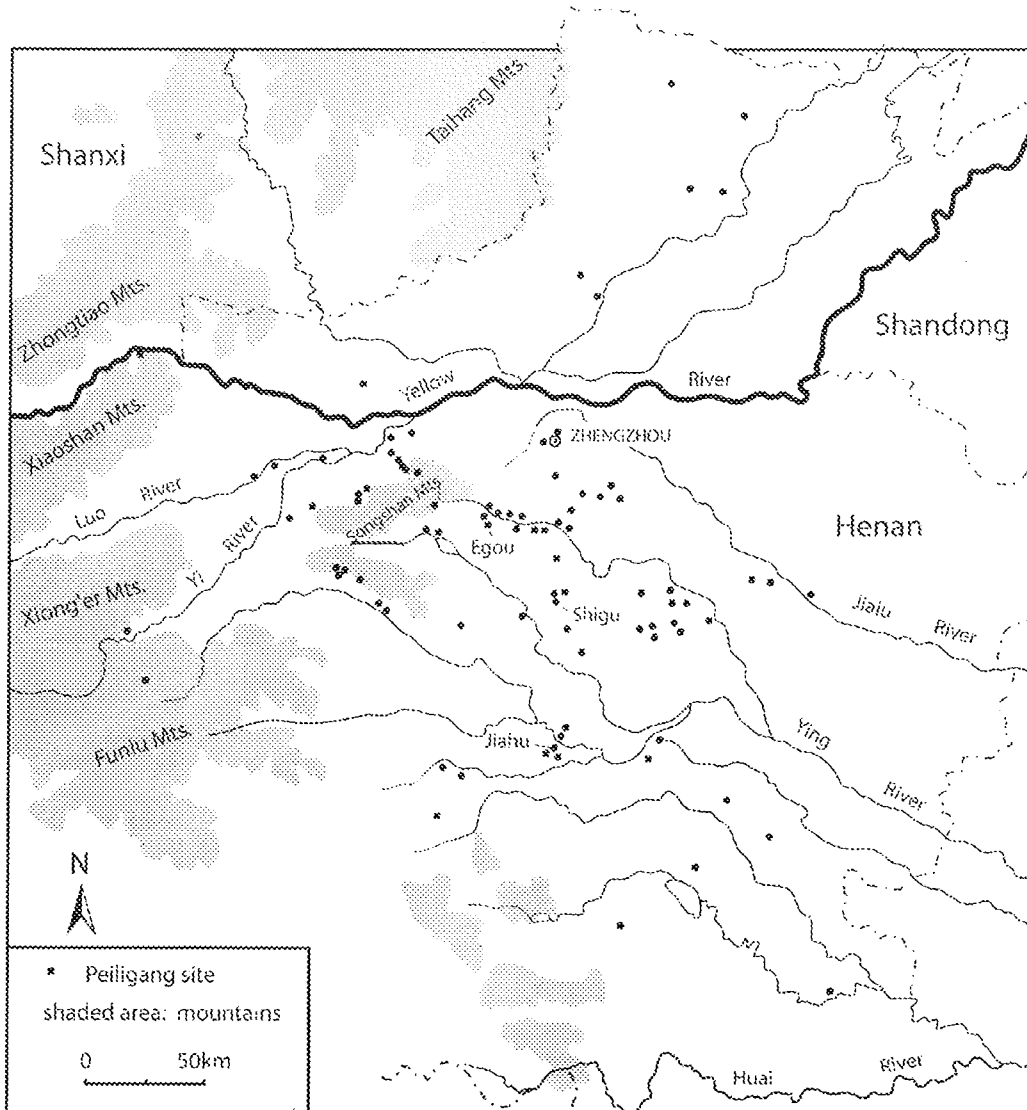 Taihang Mts.
Shanxi
Zhongtiao Mts.
Shandong
Yellow River
Xiaoshan Mts.
ZHENGZHOU
Luo River
Songshan Mts
Henan
Egou
Yi River
Xiong'er Mts.
Shigu
Jialu River
Funiu Mts.
Jiahu
Ying River
N
Peiligang site
shaded area: mountains
0 50km
Huai River